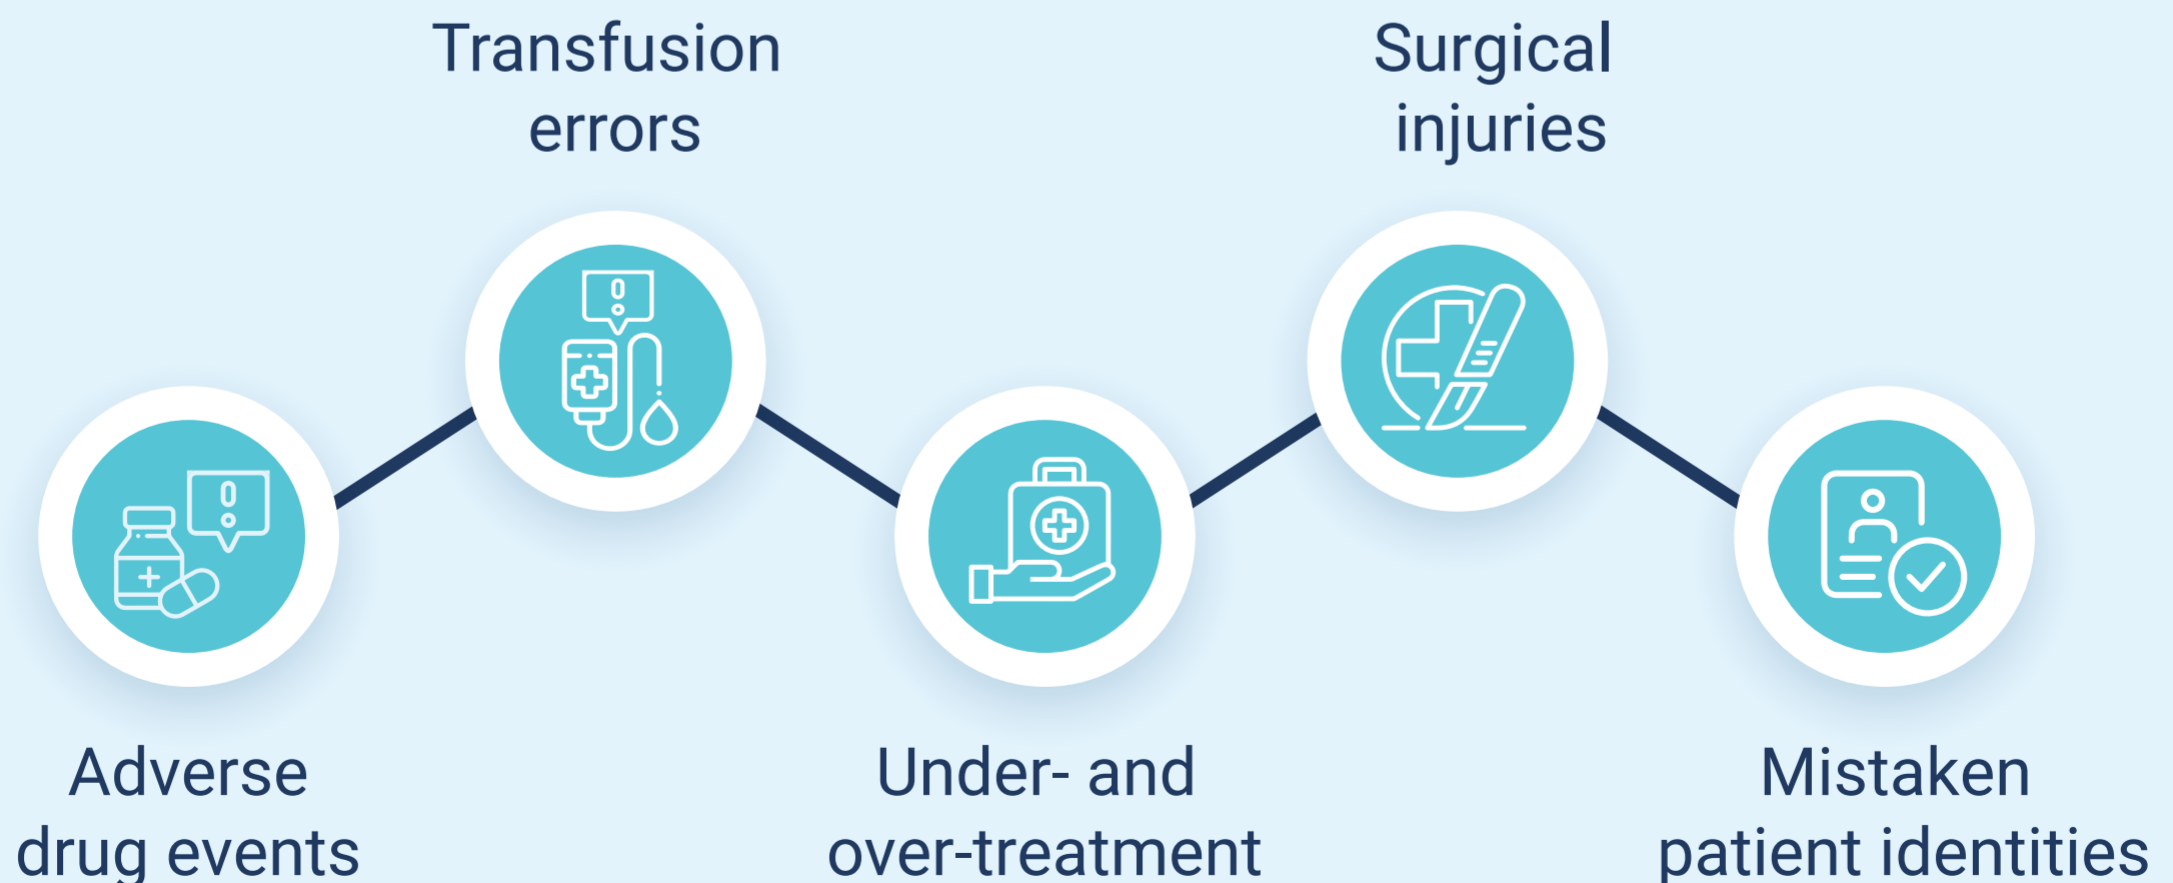 Transfusion
errors
Surgical
injuries
Adverse
drug events
Under- and
over-treatment
Mistaken
patient identities